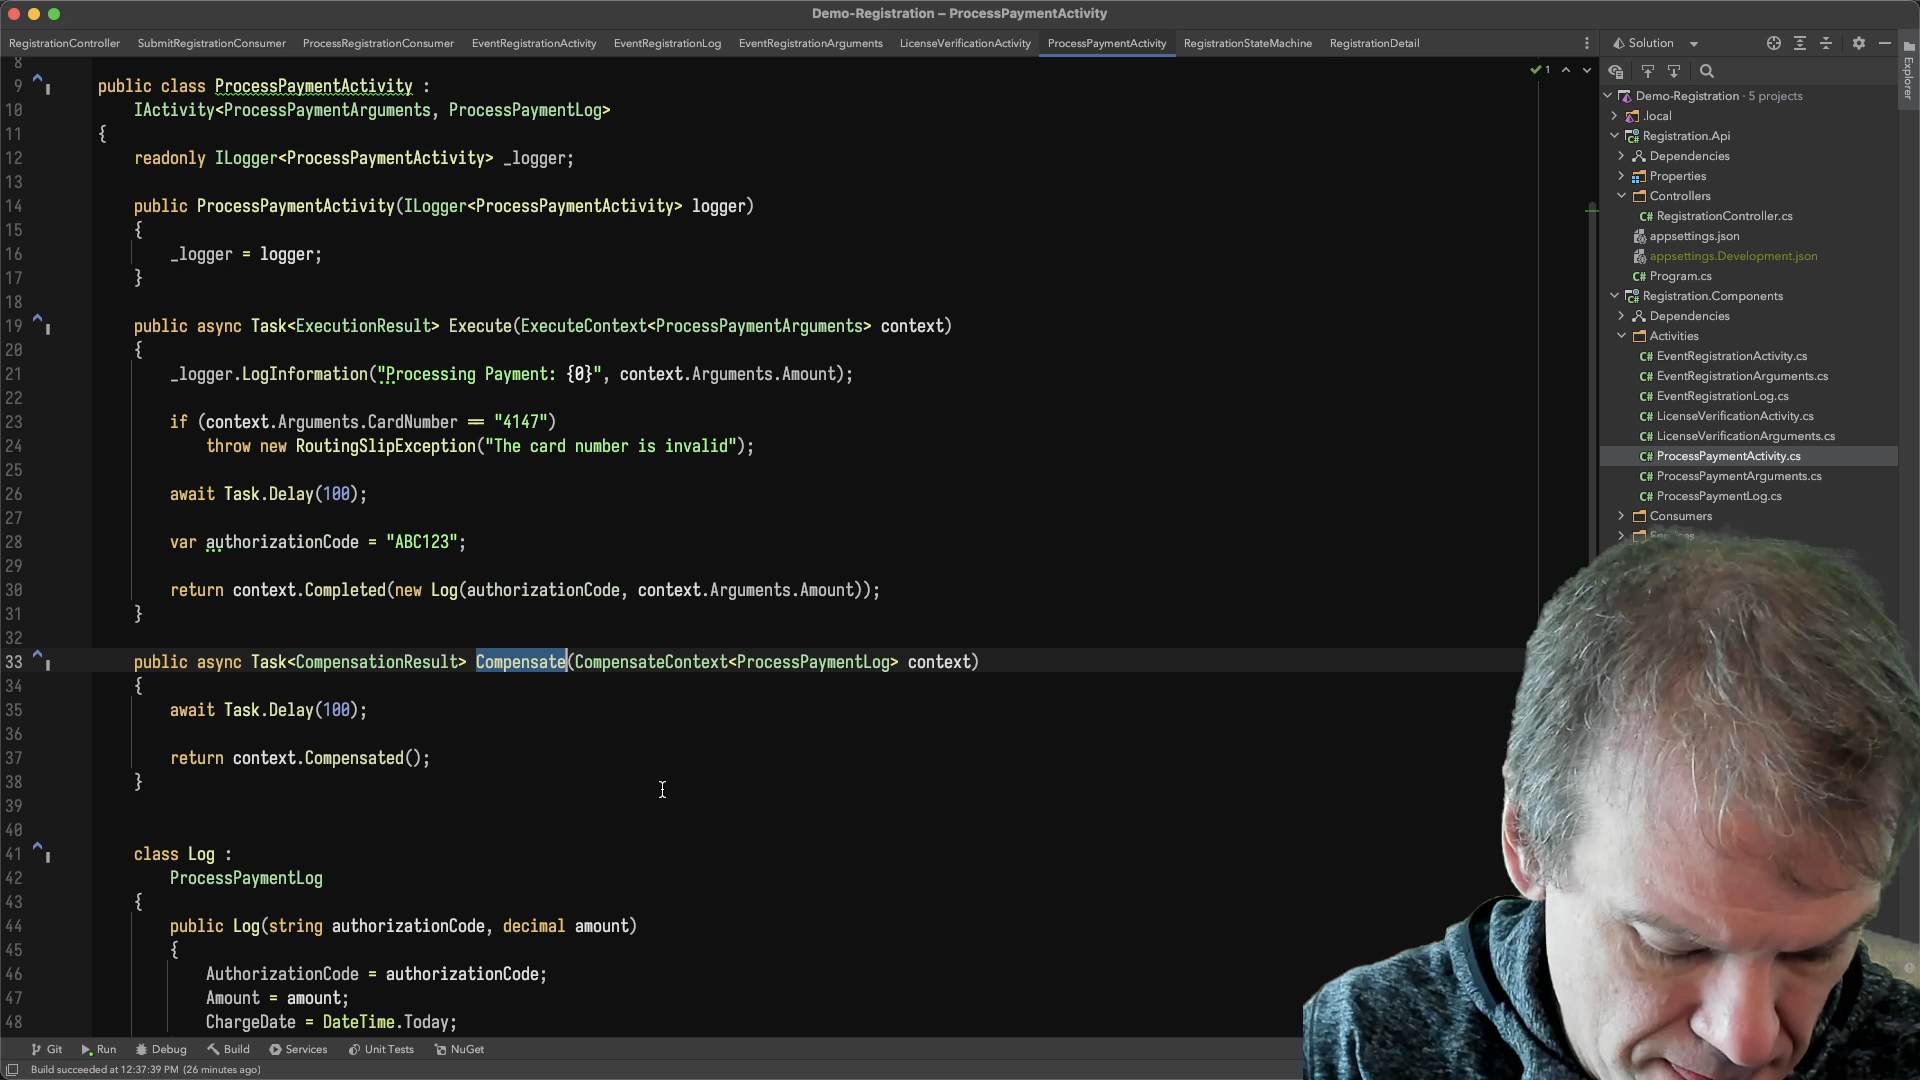 Demo-Registration – ProcessPaymentActivity
RegistrationController SubmitRegistrationConsumer ProcessRegistrationConsumer EventRegistrationActivity EventRegistrationLog EventRegistrationArguments LicenseVerificationActivity ProcessPaymentActivity RegistrationStateMachine RegistrationDetail
Solution
Explorer
1
8
9 public class ProcessPaymentActivity :
10 IActivity<ProcessPaymentArguments, ProcessPaymentLog>
11 {
12 readonly ILogger<ProcessPaymentActivity> _logger;
13
14 public ProcessPaymentActivity(ILogger<ProcessPaymentActivity> logger)
15 {
16 _logger = logger;
17 }
18
19 public async Task<ExecutionResult> Execute(ExecuteContext<ProcessPaymentArguments> context)
20 {
21 _logger.LogInformation("Processing Payment: {0}", context.Arguments.Amount);
22
23 if (context.Arguments.CardNumber == "4147")
24 throw new RoutingSlipException("The card number is invalid");
25
26 await Task.Delay(100);
27
28 var authorizationCode = "ABC123";
29
30 return context.Completed(new Log(authorizationCode, context.Arguments.Amount));
31 }
32
33 public async Task<CompensationResult> Compensate(CompensateContext<ProcessPaymentLog> context)
34 {
35 await Task.Delay(100);
36
37 return context.Compensated();
38 }
39
40
41 class Log :
42 ProcessPaymentLog
43 {
44 public Log(string authorizationCode, decimal amount)
45 {
46 AuthorizationCode = authorizationCode;
47 Amount = amount;
48 ChargeDate = DateTime.Today;
Demo-Registration · 5 projects
.local
Registration.Api
Dependencies
Properties
Controllers
C# RegistrationController.cs
appsettings.json
appsettings.Development.json
C# Program.cs
Registration.Components
Dependencies
Activities
C# EventRegistrationActivity.cs
C# EventRegistrationArguments.cs
C# EventRegistrationLog.cs
C# LicenseVerificationActivity.cs
C# LicenseVerificationArguments.cs
C# ProcessPaymentActivity.cs
C# ProcessPaymentArguments.cs
C# ProcessPaymentLog.cs
Consumers
Git Run Debug Build Services Unit Tests NuGet
Build succeeded at 12:37:39 PM (26 minutes ago)